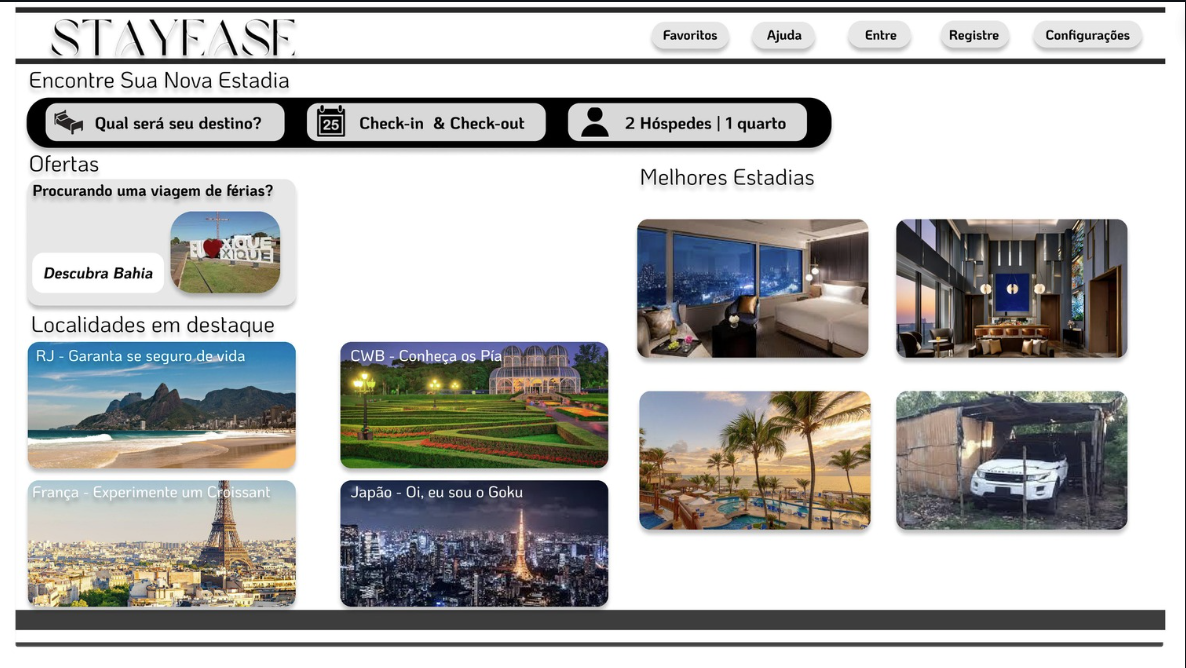 STAYEASE
Favoritos
Ajuda
Entre
Registre
Configurações
Encontre Sua Nova Estadia
Qual será seu destino?
25
Check-in & Check-out
2 Hóspedes | 1 quarto
Ofertas
Procurando uma viagem de férias?
XIQUE
XIQUE
Descubra Bahia
Melhores Estadias
Localidades em destaque
RJ - Garanta se seguro de vida
CWB - Conheça os Pía
França - Experimente um Croissant
Japão - Oi, eu sou o Goku